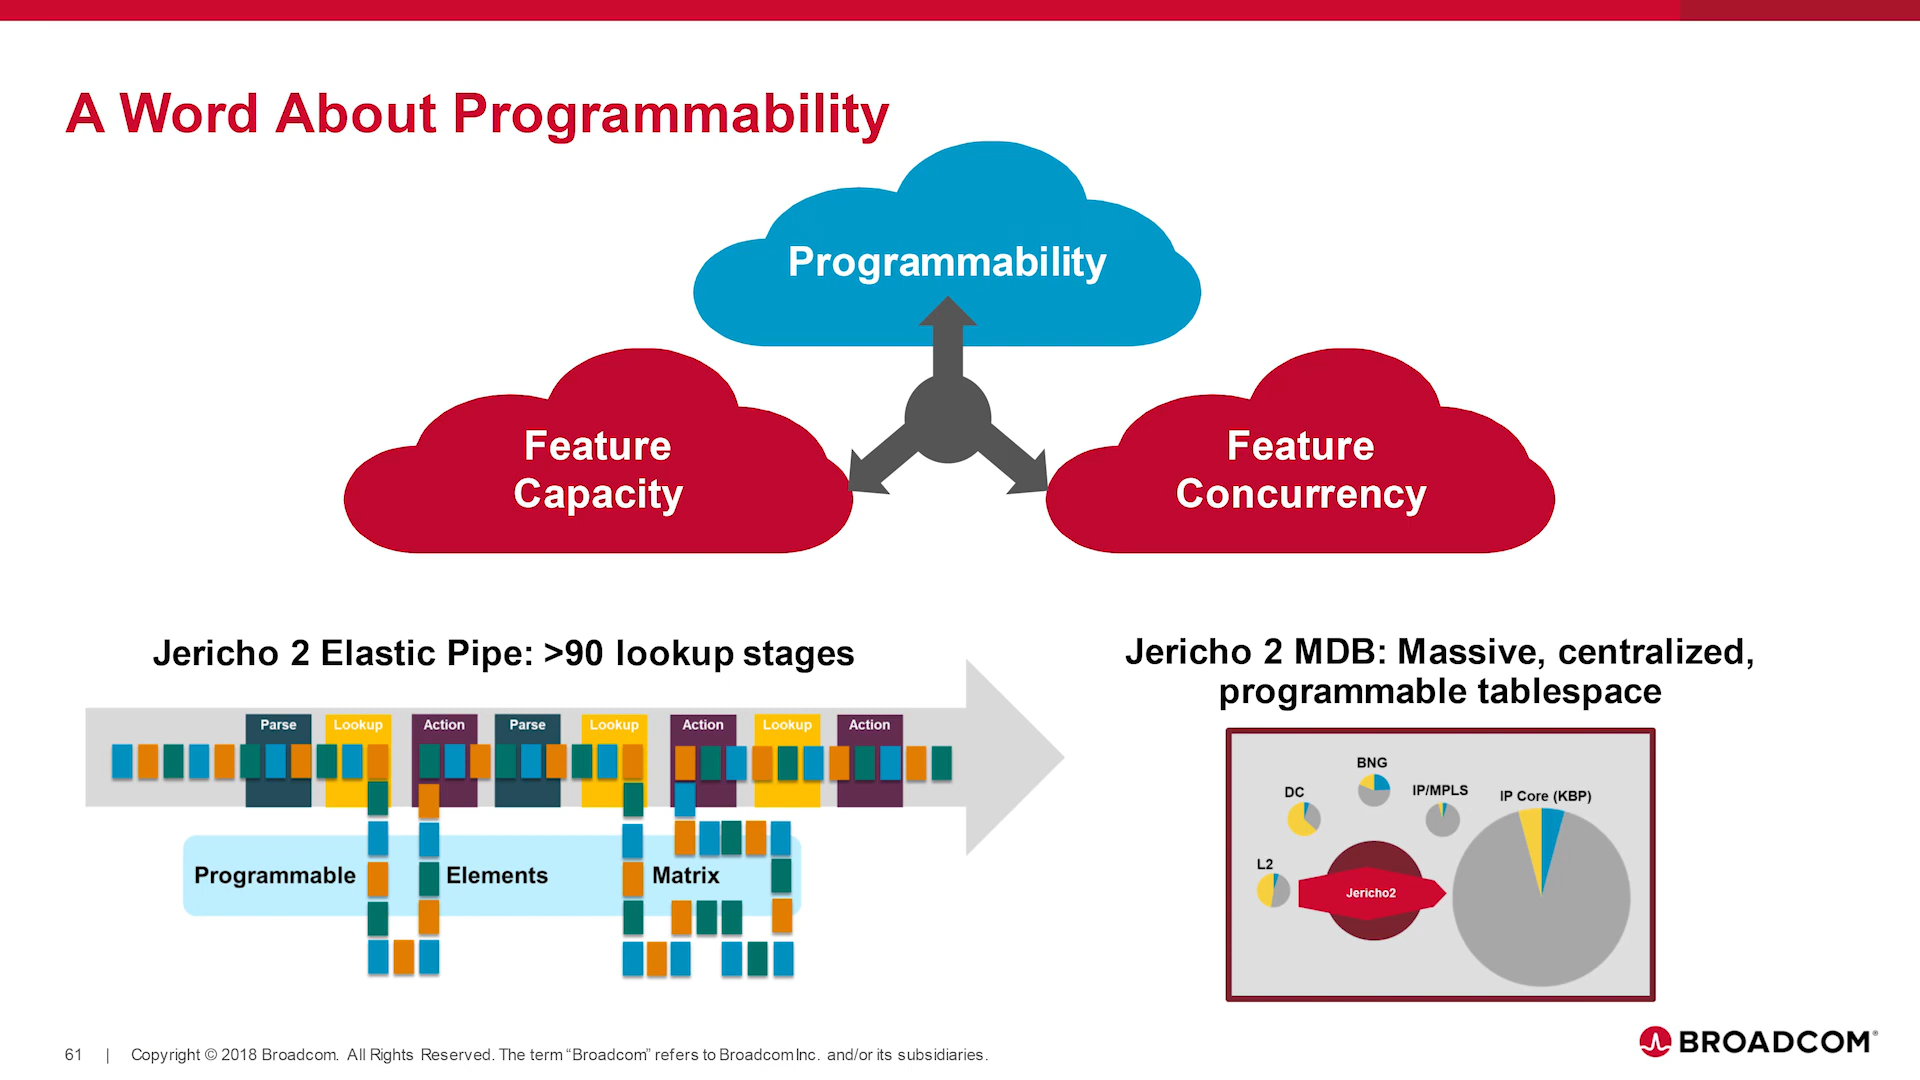 A Word About Programmability
Programmability
Feature
Capacity
Feature
Concurrency
Jericho 2 Elastic Pipe: >90 lookup stages
Parse
Lookup
Action
Parse
Lookup
Action
Lookup
Action
Programmable
Elements
Matrix
Jericho 2 MDB: Massive, centralized,
programmable tablespace
BNG
DC
IP/MPLS
IP Core (KBP)
L2
Jericho2
61 | Copyright © 2018 Broadcom. All Rights Reserved. The term “Broadcom” refers to Broadcom Inc. and/or its subsidiaries.
BROADCOM®